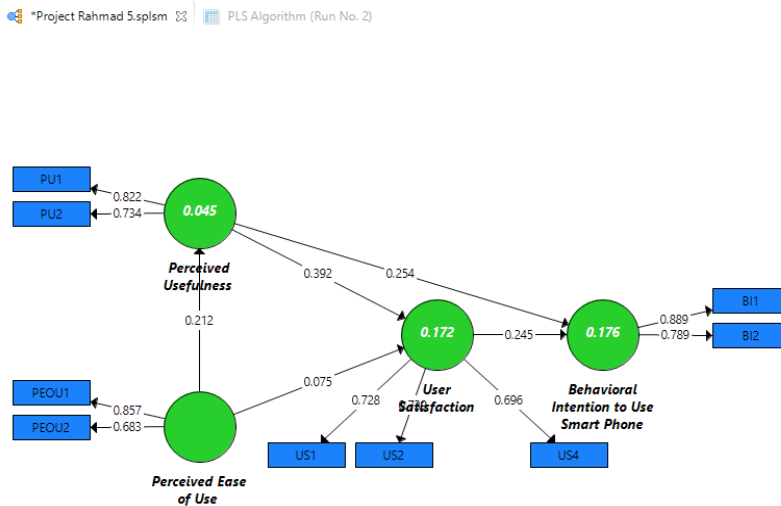 *Project Rahmad 5.splsm
PLS Algorithm (Run No. 2)
PU1
0.822
0.045
PU2
0.734
Perceived
Usefulness
0.392
0.254
BI1
0.889
0.212
0.172
0.245
0.176
0.789
BI2
0.075
PEOU1
0.857
PEOU2
0.683
User
Satisfaction
0.728
0.696
Behavioral
Intention to Use
Smart Phone
US1
US2
US4
Perceived Ease
of Use